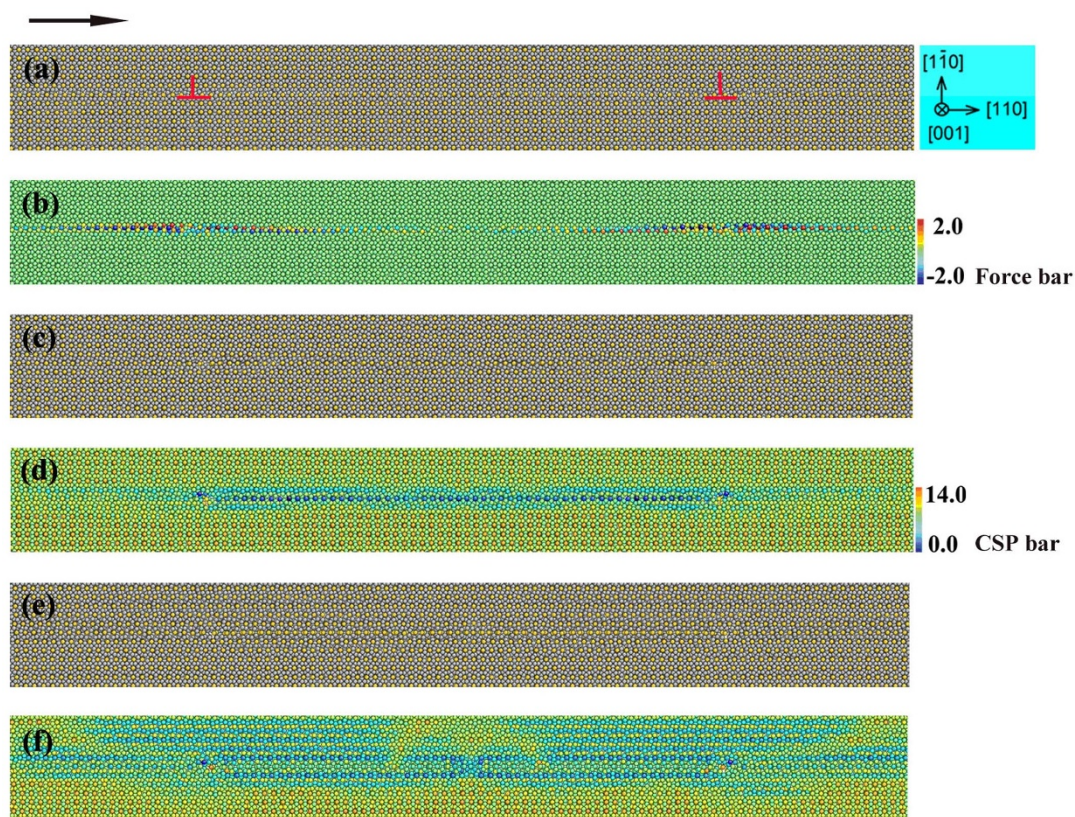 (a)
[11̄0]
[110]
[001]
(b)
2.0
-2.0 Force bar
(c)
(d)
14.0
0.0 CSP bar
(e)
(f)